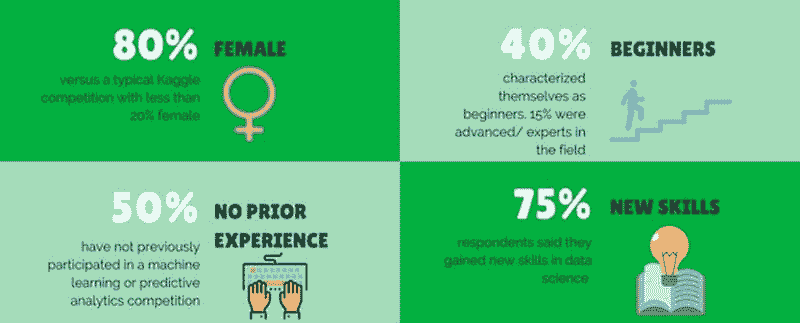 80% FEMALE
versus a typical Kaggle
competition with less than
20% female
40% BEGINNERS
characterized
themselves as
beginners. 15% were
advanced/ experts in
the field
50% NO PRIOR
EXPERIENCE
have not previously
participated in a machine
learning or predictive
analytics competition
75% NEW SKILLS
respondents said they
gained new skills in data
science